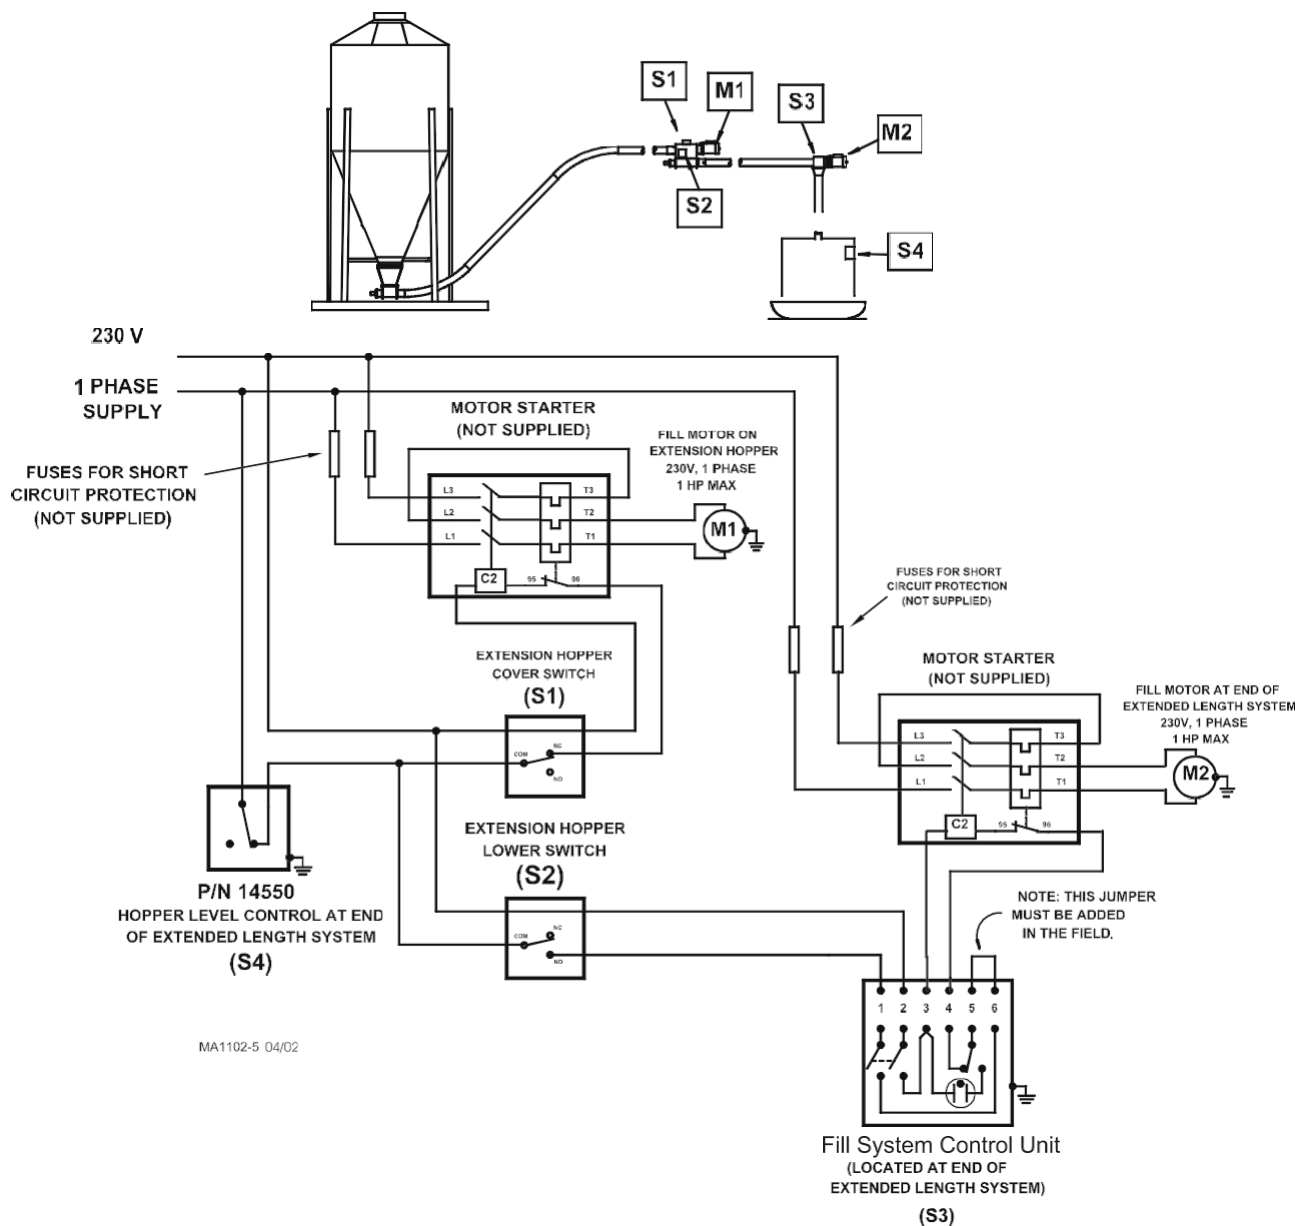 S1
M1
S3
M2
S2
S4
230 V
1 PHASE
SUPPLY
MOTOR STARTER
(NOT SUPPLIED)
FILL MOTOR ON
EXTENSION HOPPER
230V, 1 PHASE
1 HP MAX
FUSES FOR SHORT
CIRCUIT PROTECTION
(NOT SUPPLIED)
L3
T3
L2
T2
L1
T1
M1
C2
95
96
FUSES FOR SHORT
CIRCUIT PROTECTION
(NOT SUPPLIED)
EXTENSION HOPPER
COVER SWITCH
(S1)
MOTOR STARTER
(NOT SUPPLIED)
FILL MOTOR AT END OF
EXTENDED LENGTH SYSTEM
230V, 1 PHASE
1 HP MAX
COM
NC
NO
L3
T3
L2
T2
L1
T1
M2
C2
95
96
EXTENSION HOPPER
LOWER SWITCH
(S2)
P/N 14550
HOPPER LEVEL CONTROL AT END
OF EXTENDED LENGTH SYSTEM
(S4)
NOTE: THIS JUMPER
MUST BE ADDED
IN THE FIELD.
COM
NC
NO
1 2 3 4 5 6
MA1102-5 04/02
Fill System Control Unit
(LOCATED AT END OF
EXTENDED LENGTH SYSTEM)
(S3)